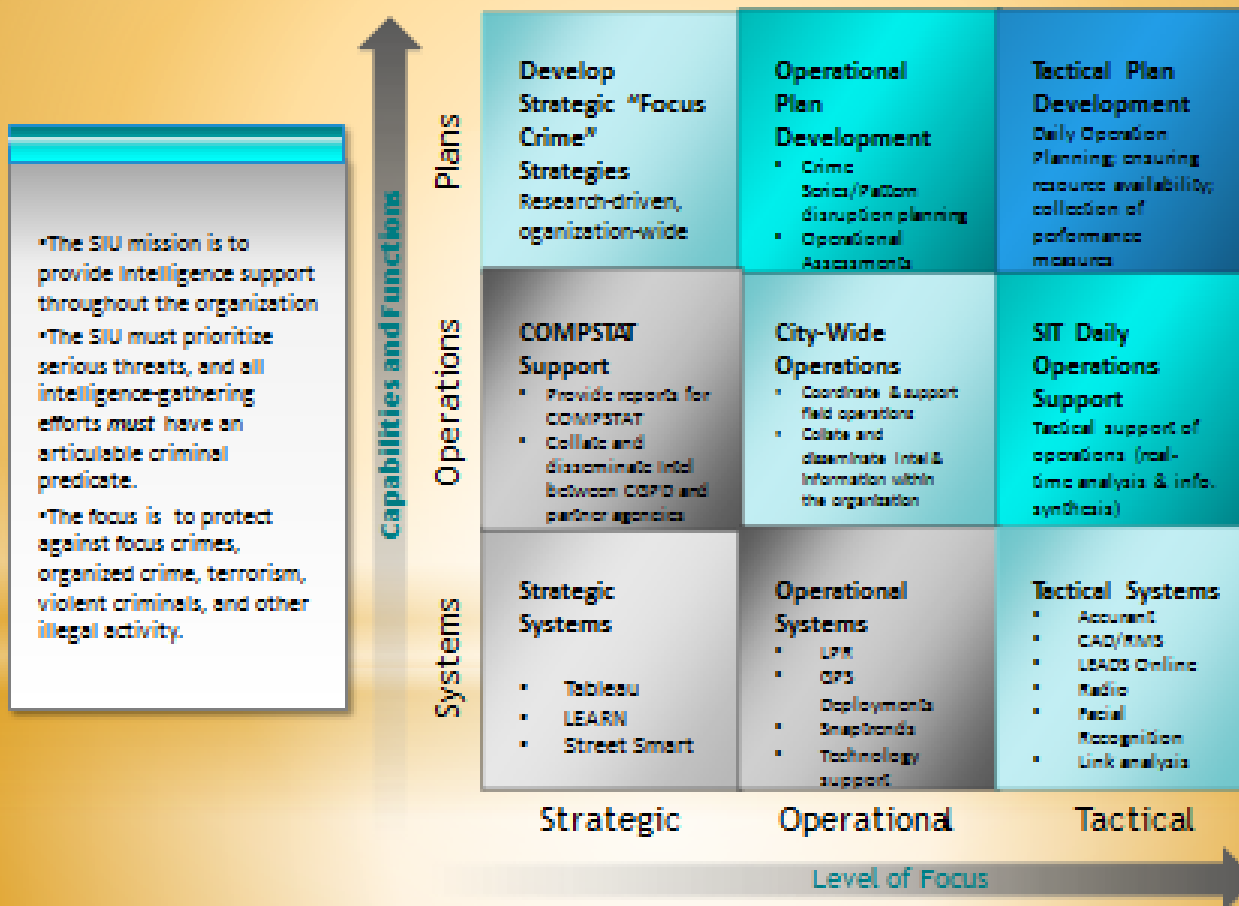 •The SIU mission is to
provide intelligence support
throughout the organization
•The SIU must prioritize
serious threats, and all
intelligence-gathering
efforts must have an
articulable criminal
predicate.
•The focus is to protect
against focus crimes,
organized crime, terrorism,
violent criminals, and other
illegal activity.
Capabilities and Functions
Plans
Develop
Strategic “Focus
Crime”
Strategies
Research-driven,
oganization-wide
Operational
Plan
Development
• Crime
Series/Pattern
disruption planning
• Operational
Assessments
Tactical Plan
Development
Daily Operation
Planning; ensuring
resource availability;
collection of
performance
measures
Operations
COMPSTAT
Support
• Provide reports for
COMPSTAT
• Collate and
disseminate intel
between CGPD and
partner agencies
City-Wide
Operations
• Coordinate & support
field operations
• Collate and
disseminate intel &
information within
the organization
SIT Daily
Operations
Support
Tactical support of
operations (real-
time analysis & info.
synthesis)
Systems
Strategic
Systems
• Tableau
• LEARN
• Street Smart
Operational
Systems
• LPR
• GPS
Deployments
• Snaptrends
• Technology
support
Tactical Systems
• Accurant
• CAD/RMS
• LEADS Online
• Radio
• Facial
Recognition
• Link analysis
Strategic
Operational
Tactical
Level of Focus